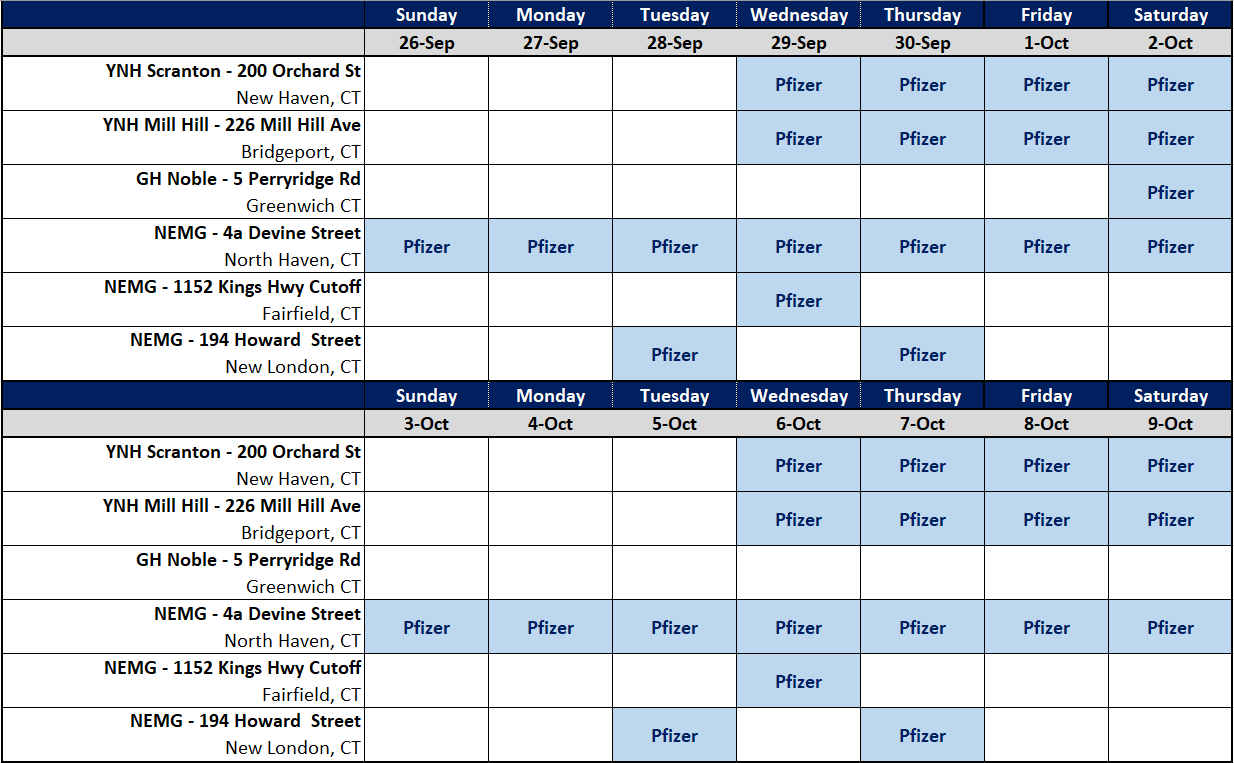 Sunday Monday Tuesday Wednesday Thursday Friday Saturday
26-Sep 27-Sep 28-Sep 29-Sep 30-Sep 1-Oct 2-Oct
YNH Scranton - 200 Orchard St
New Haven, CT
Pfizer Pfizer Pfizer Pfizer
YNH Mill Hill - 226 Mill Hill Ave
Bridgeport, CT
Pfizer Pfizer Pfizer Pfizer
GH Noble - 5 Perryridge Rd
Greenwich CT
Pfizer
NEMG - 4a Devine Street
North Haven, CT
Pfizer Pfizer Pfizer Pfizer Pfizer Pfizer Pfizer
NEMG - 1152 Kings Hwy Cutoff
Fairfield, CT
Pfizer
NEMG - 194 Howard  Street
New London, CT
Pfizer Pfizer
Sunday Monday Tuesday Wednesday Thursday Friday Saturday
3-Oct 4-Oct 5-Oct 6-Oct 7-Oct 8-Oct 9-Oct
YNH Scranton - 200 Orchard St
New Haven, CT
Pfizer Pfizer Pfizer Pfizer
YNH Mill Hill - 226 Mill Hill Ave
Bridgeport, CT
Pfizer Pfizer Pfizer Pfizer
GH Noble - 5 Perryridge Rd
Greenwich CT
NEMG - 4a Devine Street
North Haven, CT
Pfizer Pfizer Pfizer Pfizer Pfizer Pfizer Pfizer
NEMG - 1152 Kings Hwy Cutoff
Fairfield, CT
Pfizer
NEMG - 194 Howard  Street
New London, CT
Pfizer Pfizer